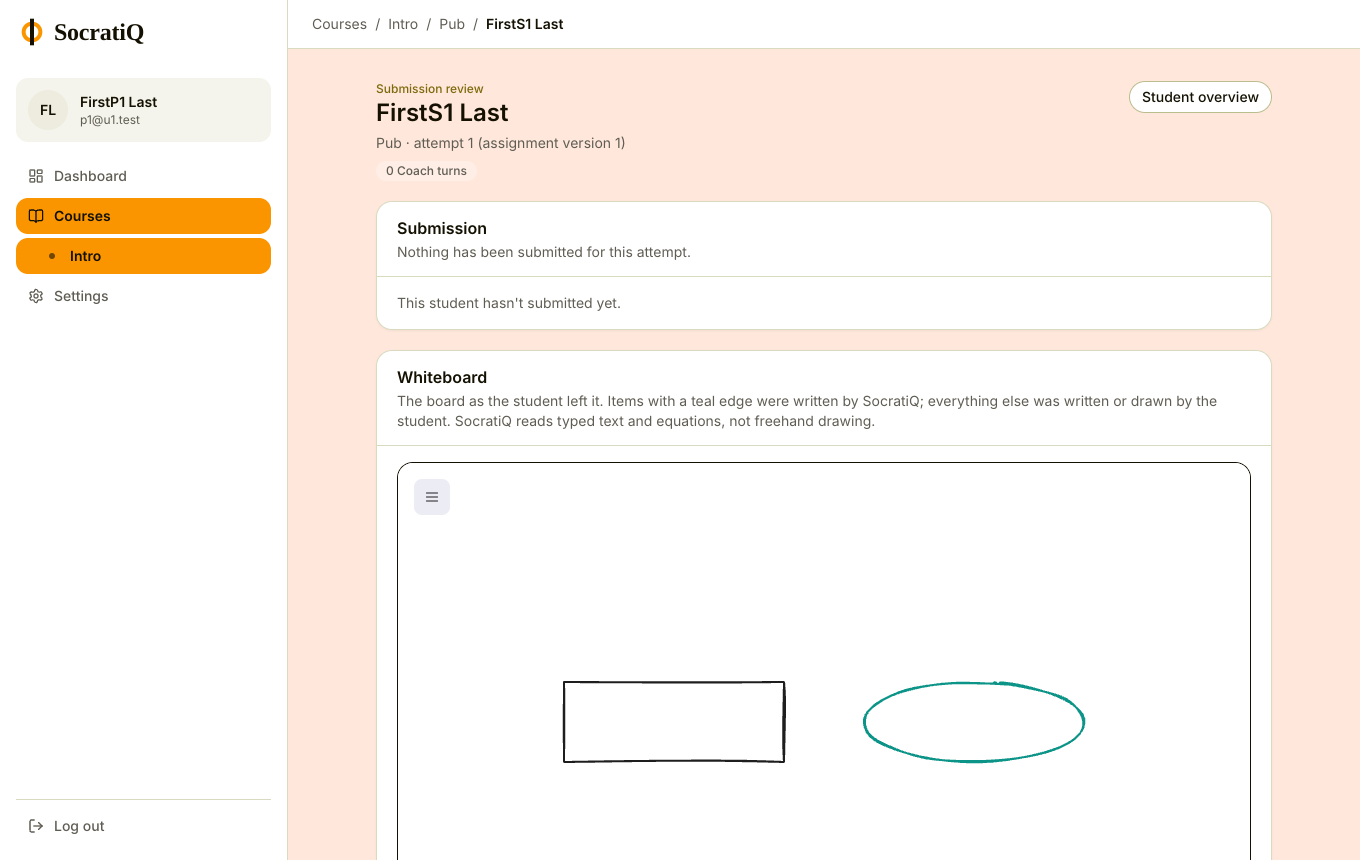 SocratiQ
FL
FirstP1 Last
p1@u1.test
Dashboard
Courses
Intro
Settings
Log out
Courses / Intro / Pub / FirstS1 Last
Submission review
FirstS1 Last
Student overview
Pub · attempt 1 (assignment version 1)
0 Coach turns
Submission
Nothing has been submitted for this attempt.
This student hasn't submitted yet.
Whiteboard
The board as the student left it. Items with a teal edge were written by SocratiQ; everything else was written or drawn by the
student. SocratiQ reads typed text and equations, not freehand drawing.